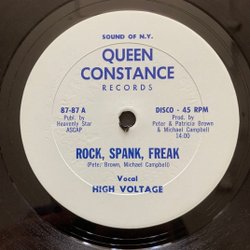 SOUND OF N.Y.
QUEEN
CONSTANCE
RECORDS
87-87 A
Publ. by
Heavenly Star
ASCAP
DISCO - 45 RPM
Prod. by
Peter & Patricia Brown
& Michael Campbell
14.00
ROCK, SPANK, FREAK
(Peter Brown, Michael Campbell)
Vocal
HIGH VOLTAGE